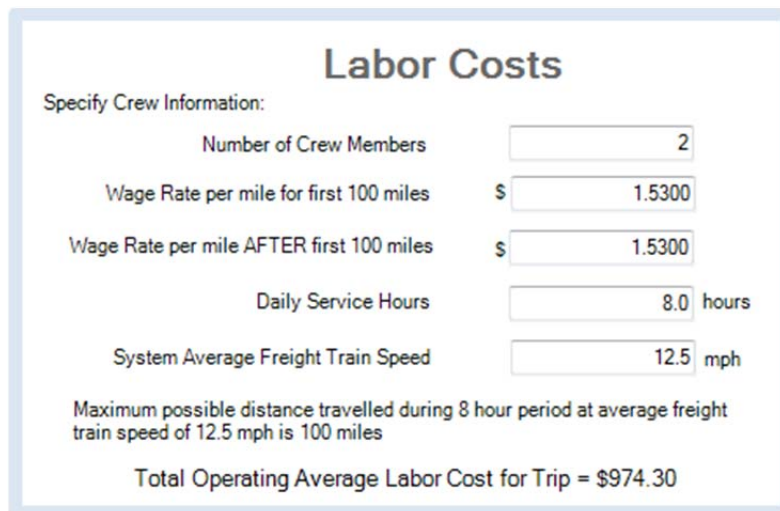 Labor Costs
Specify Crew Information:
Number of Crew Members 2
Wage Rate per mile for first 100 miles $ 1.5300
Wage Rate per mile AFTER first 100 miles $ 1.5300
Daily Service Hours 8.0 hours
System Average Freight Train Speed 12.5 mph
Maximum possible distance travelled during 8 hour period at average freight
train speed of 12.5 mph is 100 miles
Total Operating Average Labor Cost for Trip = $974.30